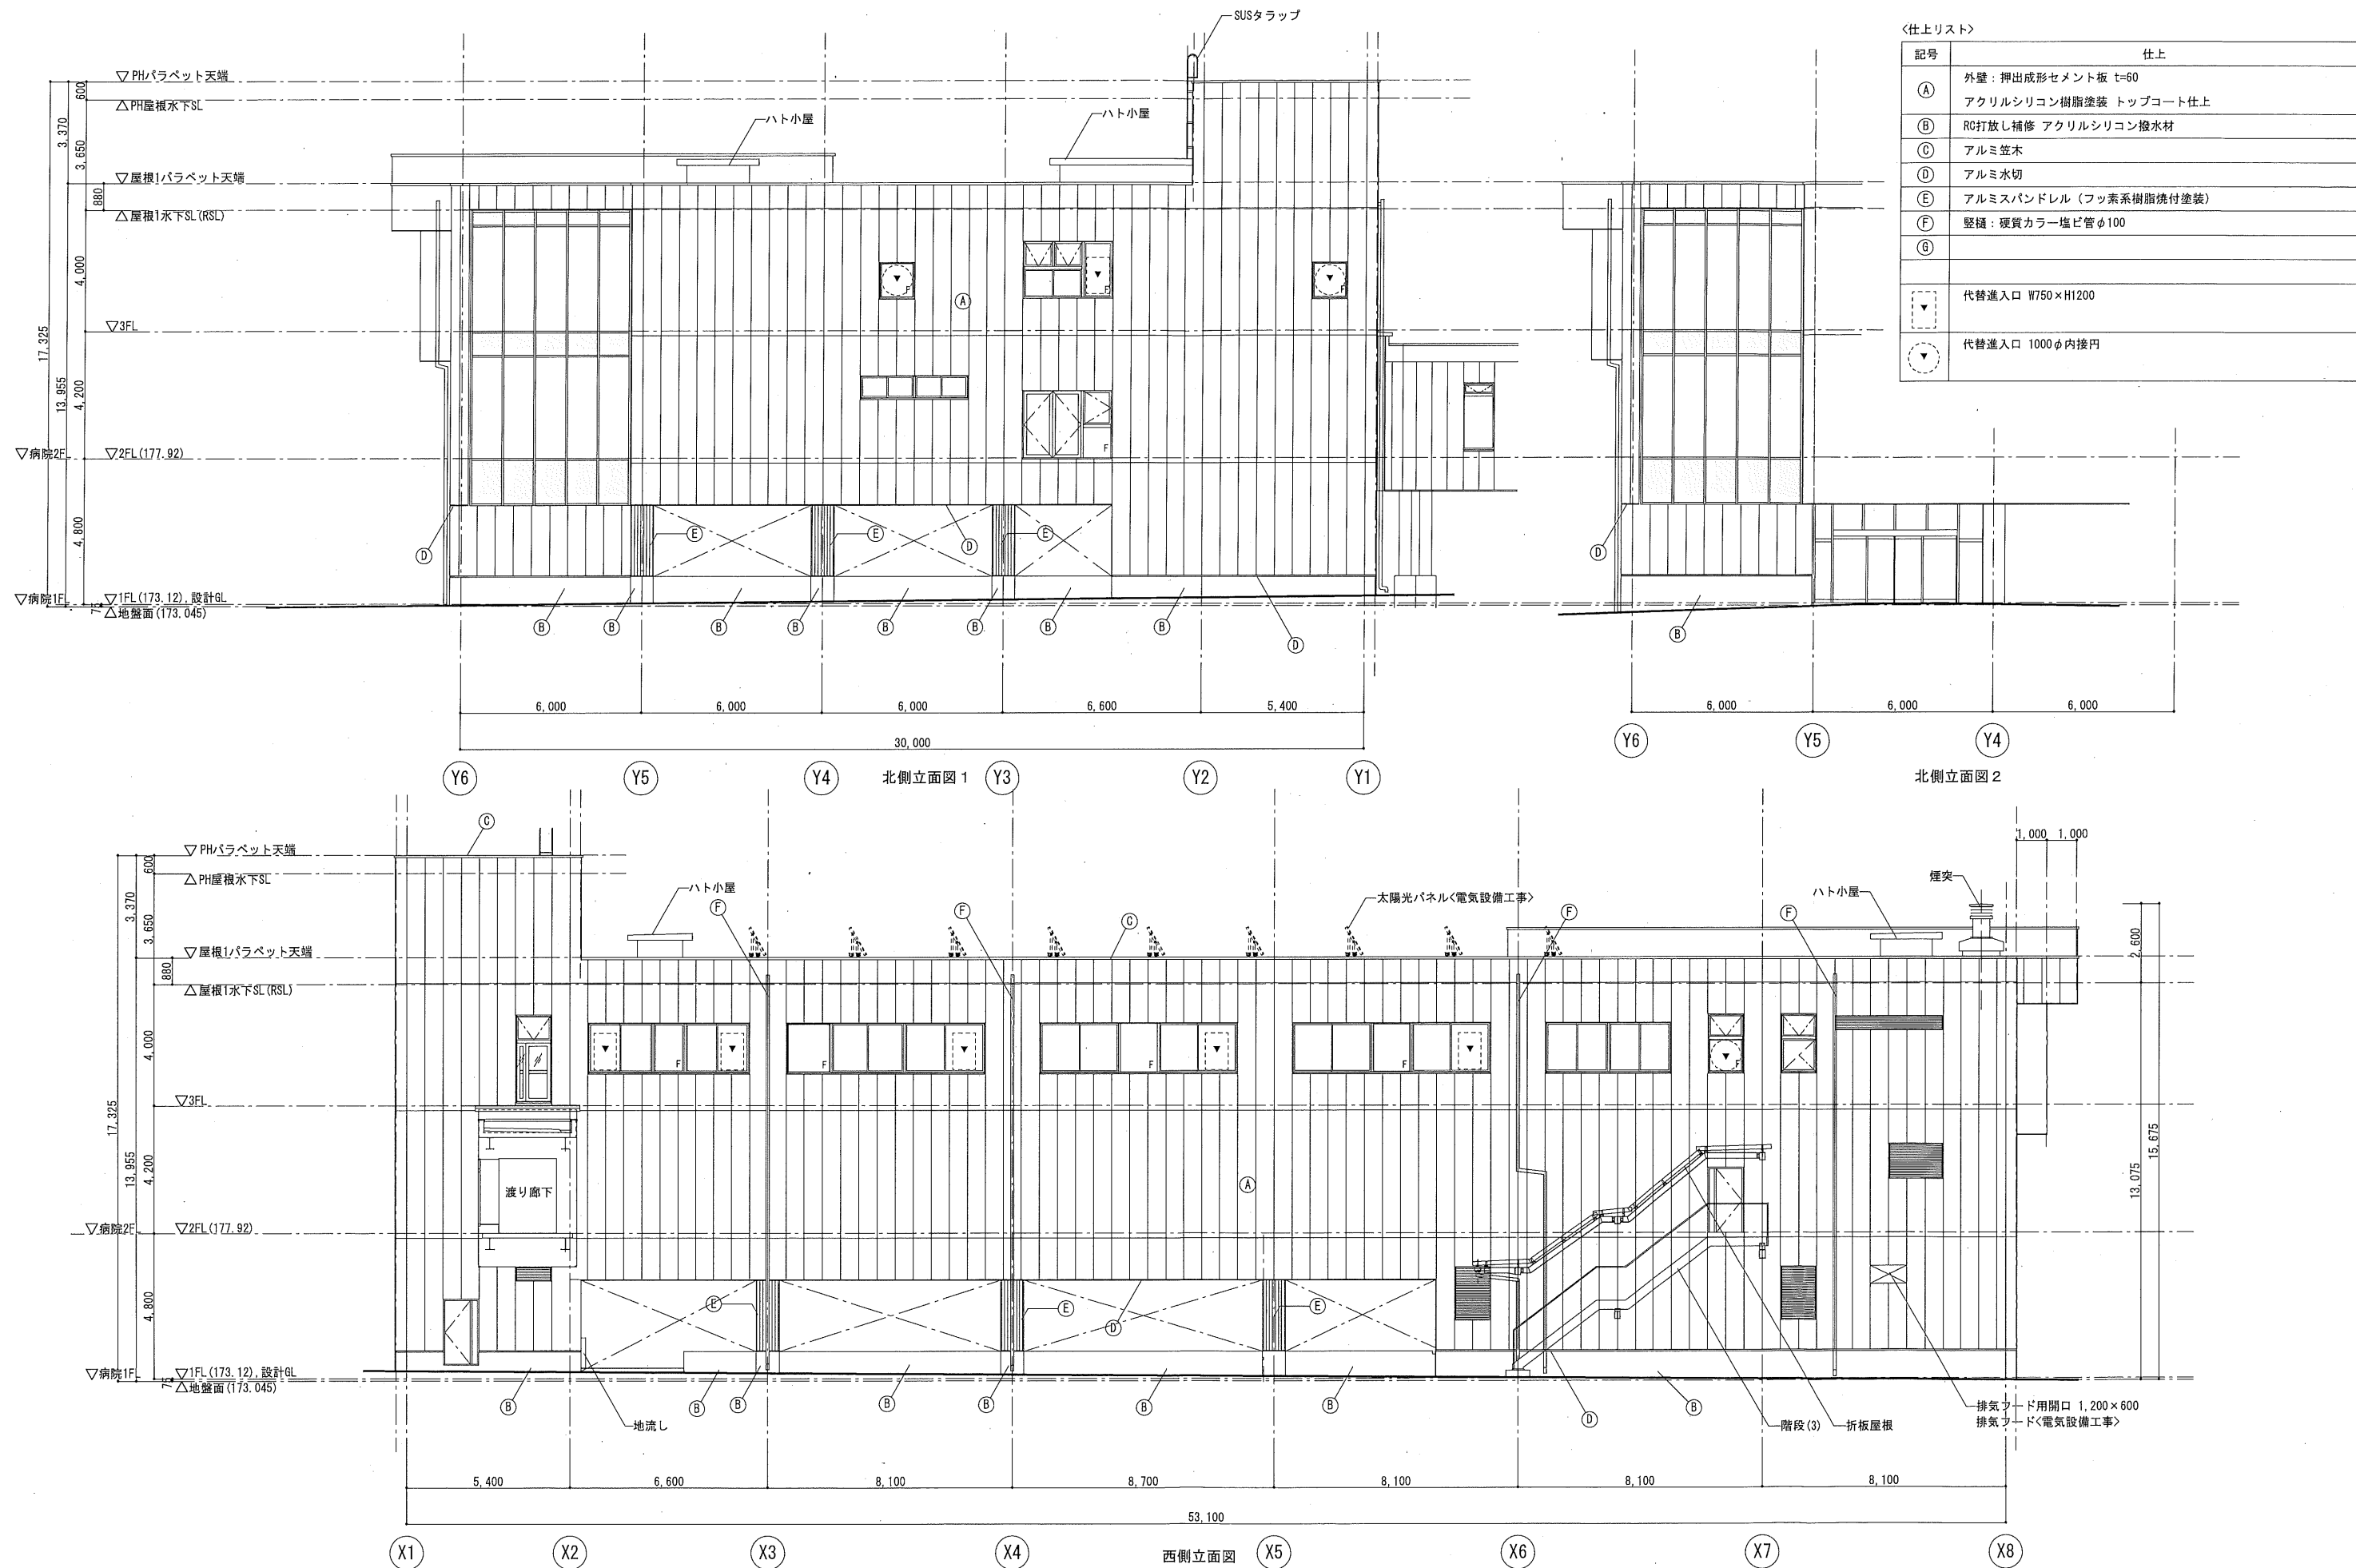 SUSタラップ
▽PHパラペット天端
△PH屋根水下SL
ハト小屋
ハト小屋
▽屋根1パラペット天端
△屋根1水下SL(RSL)
▽3FL
▽病院2FL
▽2FL(177.92)
▽病院1FL
▽1FL(173.12),設計GL
△地盤面(173.045)
17,325
3,370
13,955
600
3,650
880
4,000
4,200
4,800
75
A
F
F
F
F
D
E
E
D
E
B
B
B
B
B
B
B
B
D
6,000
6,000
6,000
6,600
5,400
30,000
Y6
Y5
Y4
北側立面図1
Y3
Y2
Y1
D
B
6,000
6,000
6,000
Y6
Y5
Y4
北側立面図2
<仕上リスト>
記号 仕上
A 外壁:押出成形セメント板 t=60
アクリルシリコン樹脂塗装 トップコート仕上
B RC打放し補修 アクリルシリコン撥水材
C アルミ笠木
D アルミ水切
E アルミスパンドレル(フッ素系樹脂焼付塗装)
F 竪樋:硬質カラー塩ビ管φ100
G
▼ 代替進入口 W750×H1200
▼ 代替進入口 1000φ内接円
C
▽PHパラペット天端
△PH屋根水下SL
ハト小屋
F
F
C
太陽光パネル<電気設備工事>
F
F
ハト小屋
煙突
1,000 1,000
▽屋根1パラペット天端
△屋根1水下SL(RSL)
▽3FL
▽病院2FL
▽2FL(177.92)
▽病院1FL
▽1FL(173.12),設計GL
△地盤面(173.045)
17,325
3,370
13,955
600
3,650
880
4,000
4,200
4,800
75
2,600
13,075
15,675
F
F
F
F
F
渡り廊下
A
E
E
D
E
B
地流し
B
B
B
B
B
B
D
B
階段(3)
折板屋根
排気フード用開口 1,200×600
排気フード<電気設備工事>
5,400
6,600
8,100
8,700
8,100
8,100
8,100
53,100
X1
X2
X3
X4
西側立面図
X5
X6
X7
X8